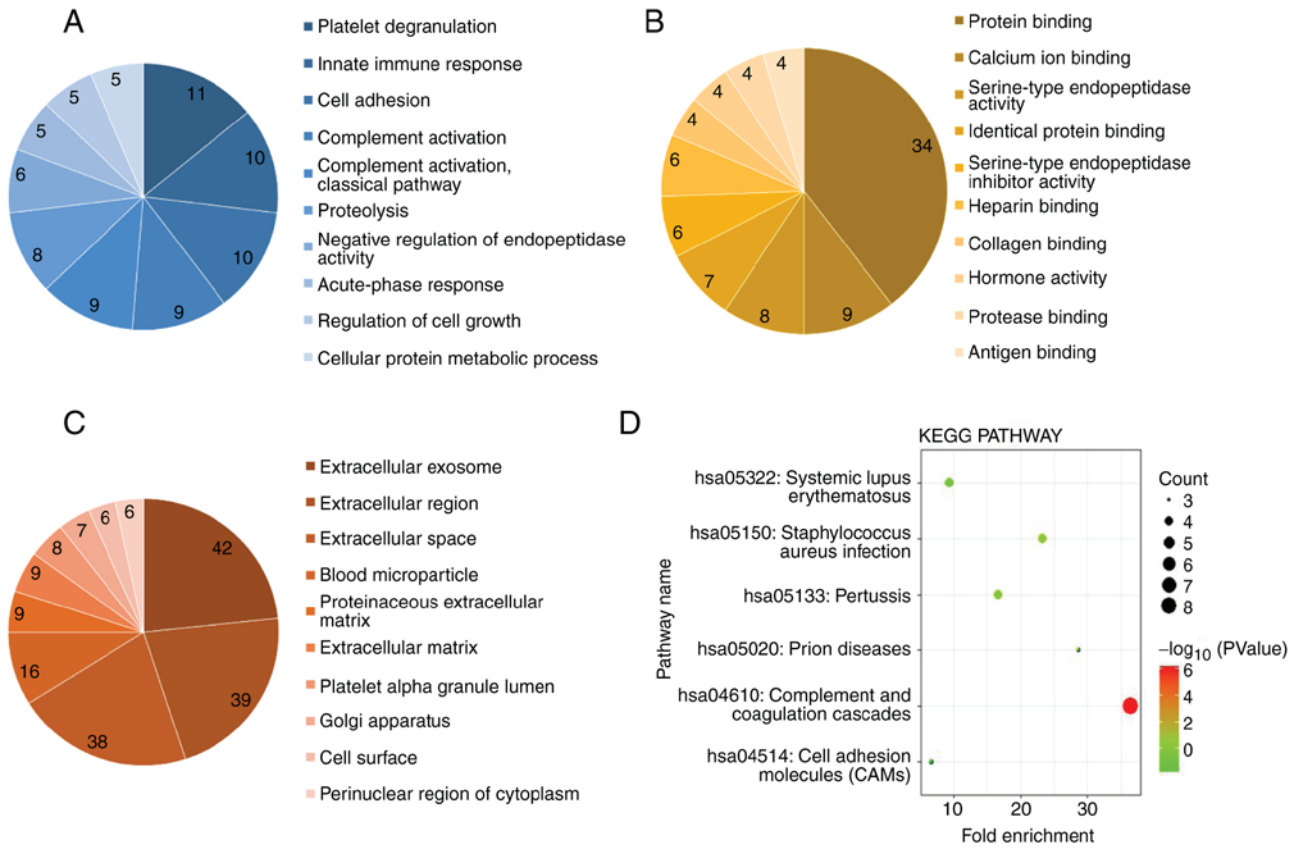 A
11
10
10
9
9
8
6
5
5
5
Platelet degranulation
Innate immune response
Cell adhesion
Complement activation
Complement activation,
classical pathway
Proteolysis
Negative regulation of endopeptidase
activity
Acute-phase response
Regulation of cell growth
Cellular protein metabolic process
B
34
9
8
7
6
6
4
4
4
4
Protein binding
Calcium ion binding
Serine-type endopeptidase
activity
Identical protein binding
Serine-type endopeptidase
inhibitor activity
Heparin binding
Collagen binding
Hormone activity
Protease binding
Antigen binding
C
42
39
38
16
9
9
8
7
6
6
Extracellular exosome
Extracellular region
Extracellular space
Blood microparticle
Proteinaceous extracellular
matrix
Extracellular matrix
Platelet alpha granule lumen
Golgi apparatus
Cell surface
Perinuclear region of cytoplasm
D
KEGG PATHWAY
Pathway name
hsa05322: Systemic lupus
erythematosus
hsa05150: Staphylococcus
aureus infection
hsa05133: Pertussis
hsa05020: Prion diseases
hsa04610: Complement and
coagulation cascades
hsa04514: Cell adhesion
molecules (CAMs)
10 20 30
Fold enrichment
Count
3
4
5
6
7
8
–log10 (PValue)
6
4
2
0